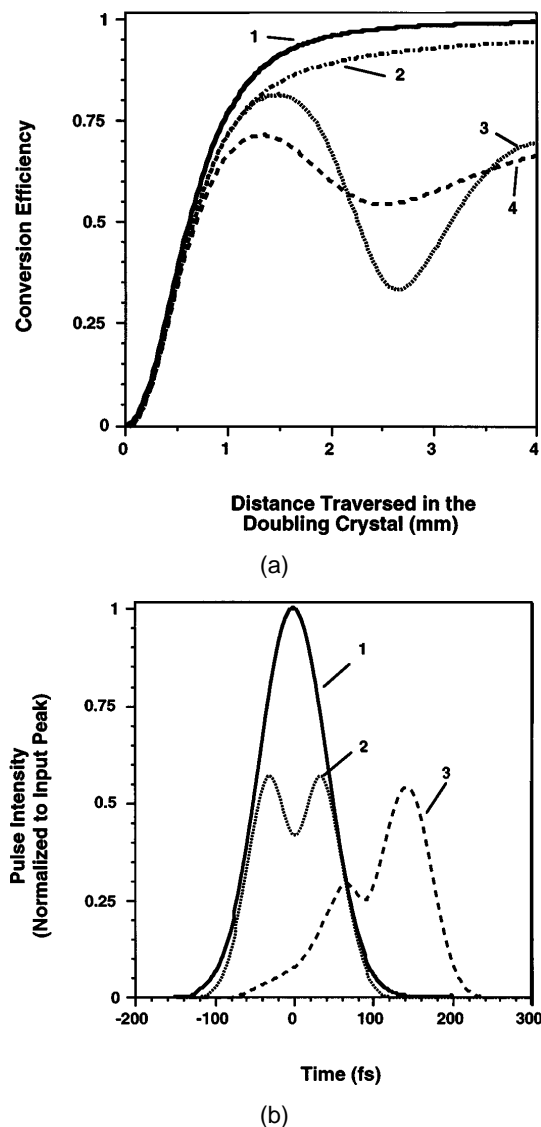 1
1
2
0.75
3
Conversion Efficiency
0.5
4
0.25
0
0 1 2 3 4
Distance Traversed in the
Doubling Crystal (mm)
(a)
1
1
0.75
Pulse Intensity
(Normalized to Input Peak)
2
3
0.5
0.25
0
-200 -100 0 100 200 300
Time (fs)
(b)